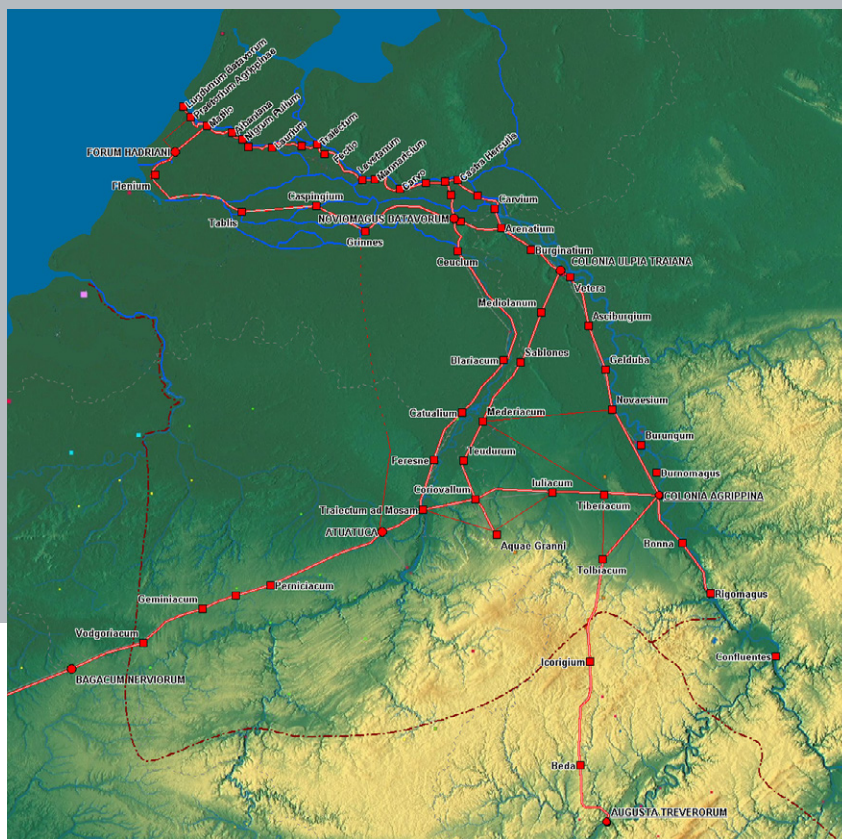 Lugdunum Batavorum
Praetorium Agrippinae
Matilo
Albaniana
Nigrum Pullum
Laurium
Traiectum
Fectio
Levefanum
Mannaricium
Carvo
Castra Herculis
FORUM HADRIANI
Flenium
Tablis
Caspingium
Grinnes
NOVIOMAGUS BATAVORUM
Carvium
Arenatium
Burginatium
Ceuclum
COLONIA ULPIA TRAIANA
Vetera
Mediolanum
Asciburgium
Blariacum
Sablones
Gelduba
Catualium
Mederiacum
Novaesium
Burungum
Feresne
Teudurum
Durnomagus
Coriovallum
Iuliacum
Tiberiacum
COLONIA AGRIPPINA
Traiectum ad Mosam
ATUATUCA
Aquae Granni
Bonna
Tolbiacum
Perniciacum
Rigomagus
Geminiacum
Vodgoriacum
Confluentes
Icorigium
BAGACUM NERVIORUM
Beda
AUGUSTA TREVERORUM